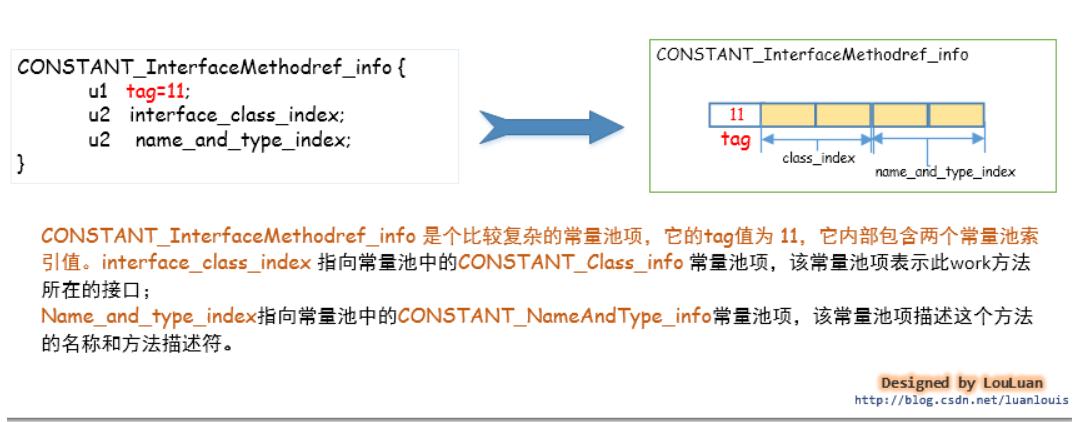 CONSTANT_InterfaceMethodref_info {
u1 tag=11;
u2 interface_class_index;
u2 name_and_type_index;
}
CONSTANT_InterfaceMethodref_info
11
tag
class_index
name_and_type_index
CONSTANT_InterfaceMethodref_info 是个比较复杂的常量池项，它的tag值为 11，它内部包含两个常量池索
引值。interface_class_index 指向常量池中的CONSTANT_Class_info 常量池项，该常量池项表示此work方法
所在的接口；
Name_and_type_index指向常量池中的CONSTANT_NameAndType_info常量池项，该常量池项描述这个方法
的名称和方法描述符。
Designed by LouLuan
http://blog.csdn.net/luanlouis